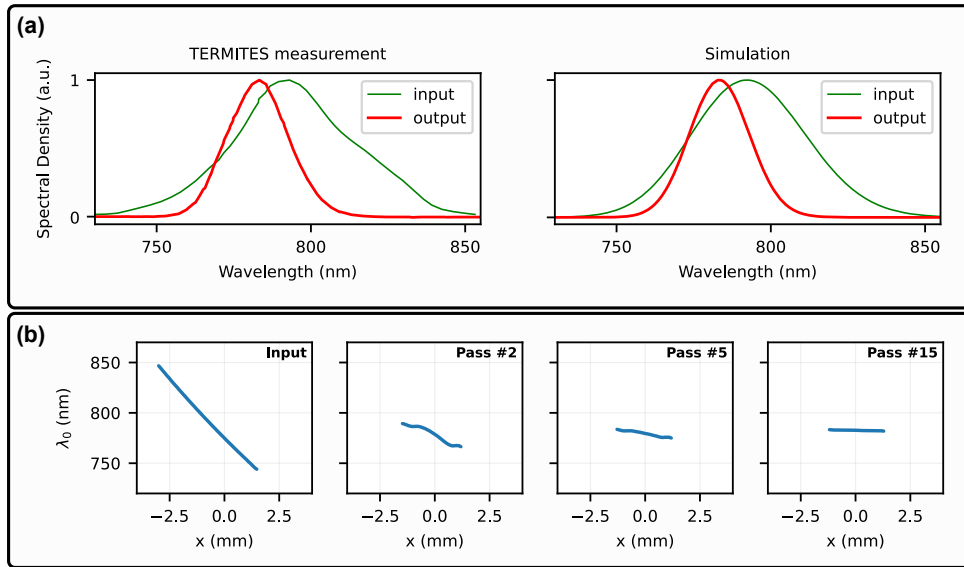 (a)
TERMITES measurement
Simulation
Spectral Density (a.u.)
1
0
input
output
750
800
850
Wavelength (nm)
1
0
input
output
750
800
850
Wavelength (nm)
(b)
λ₀ (nm)
850
800
750
Input
−2.5 0.0 2.5
x (mm)
Pass #2
−2.5 0.0 2.5
x (mm)
Pass #5
−2.5 0.0 2.5
x (mm)
Pass #15
−2.5 0.0 2.5
x (mm)